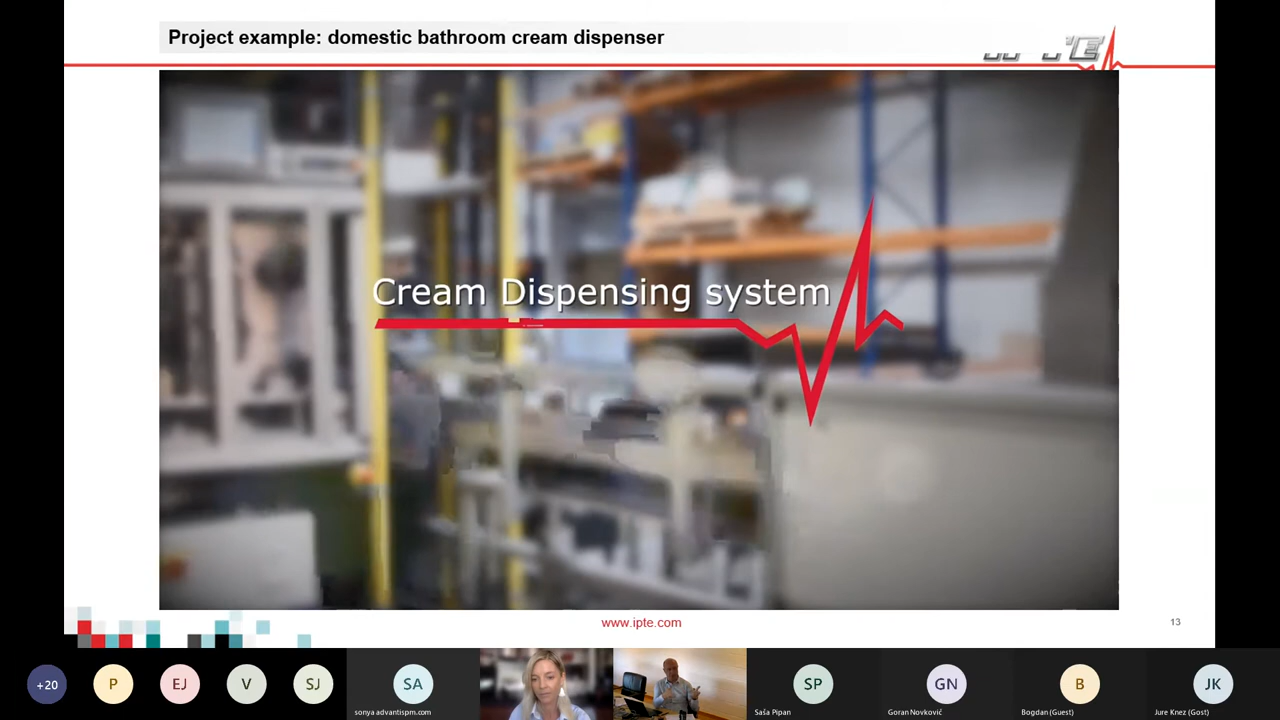 Project example: domestic bathroom cream dispenser
Cream Dispensing system
www.ipte.com
13
+20
P
EJ
V
SJ
SA
SP
GN
B
JK
sonya advantispm.com
Saša Pipan
Goran Novković
Bogdan (Guest)
Jure Knez (Gost)